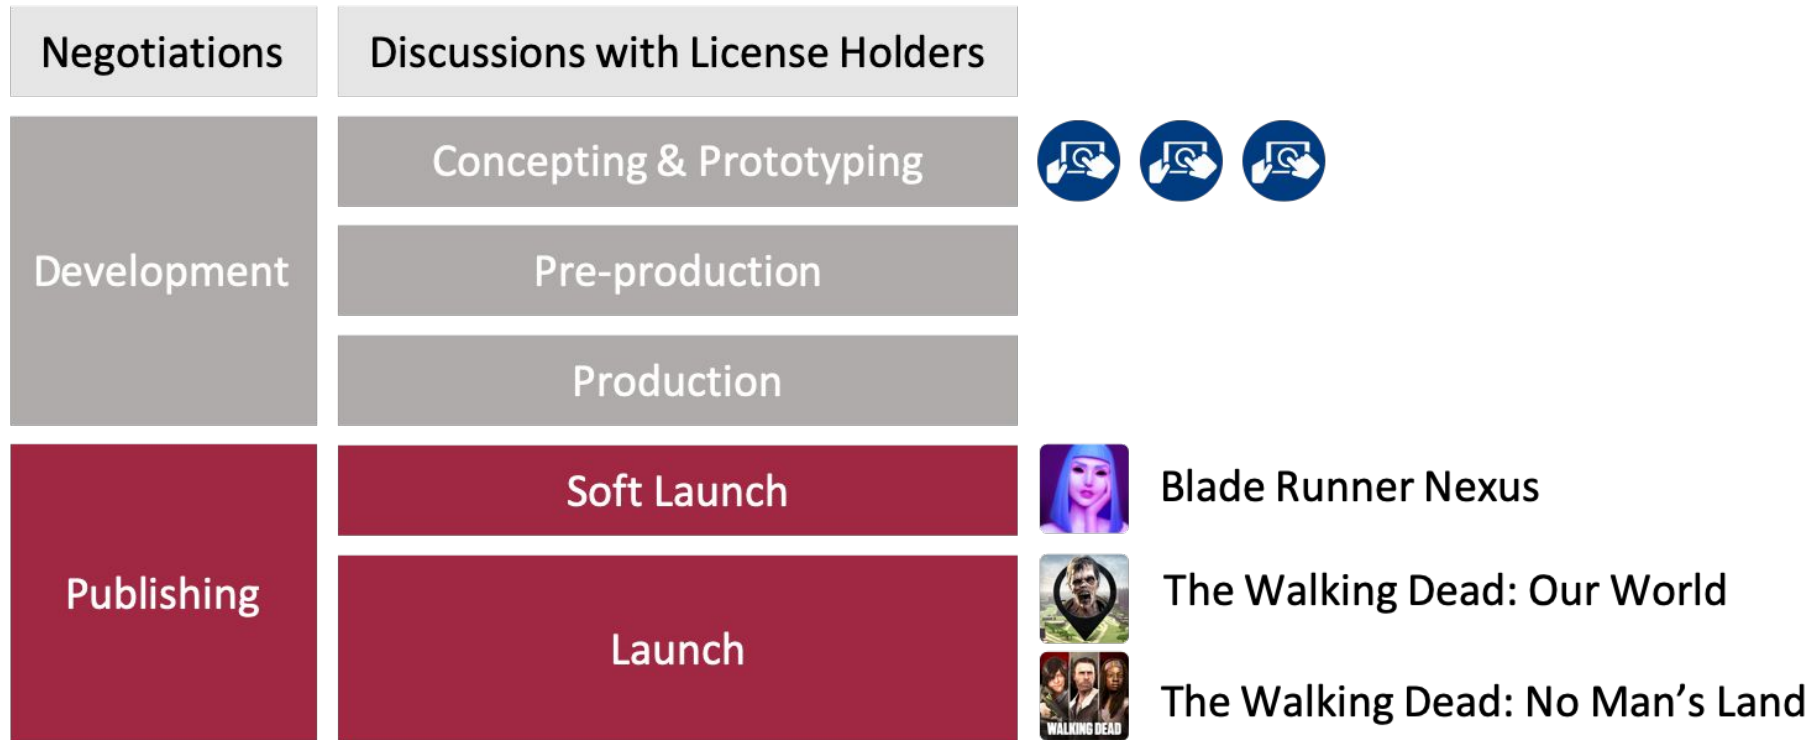 Negotiations
Discussions with License Holders
Development
Concepting & Prototyping
Pre-production
Production
Publishing
Soft Launch
Blade Runner Nexus
Launch
The Walking Dead: Our World
WALKING DEAD
The Walking Dead: No Man's Land